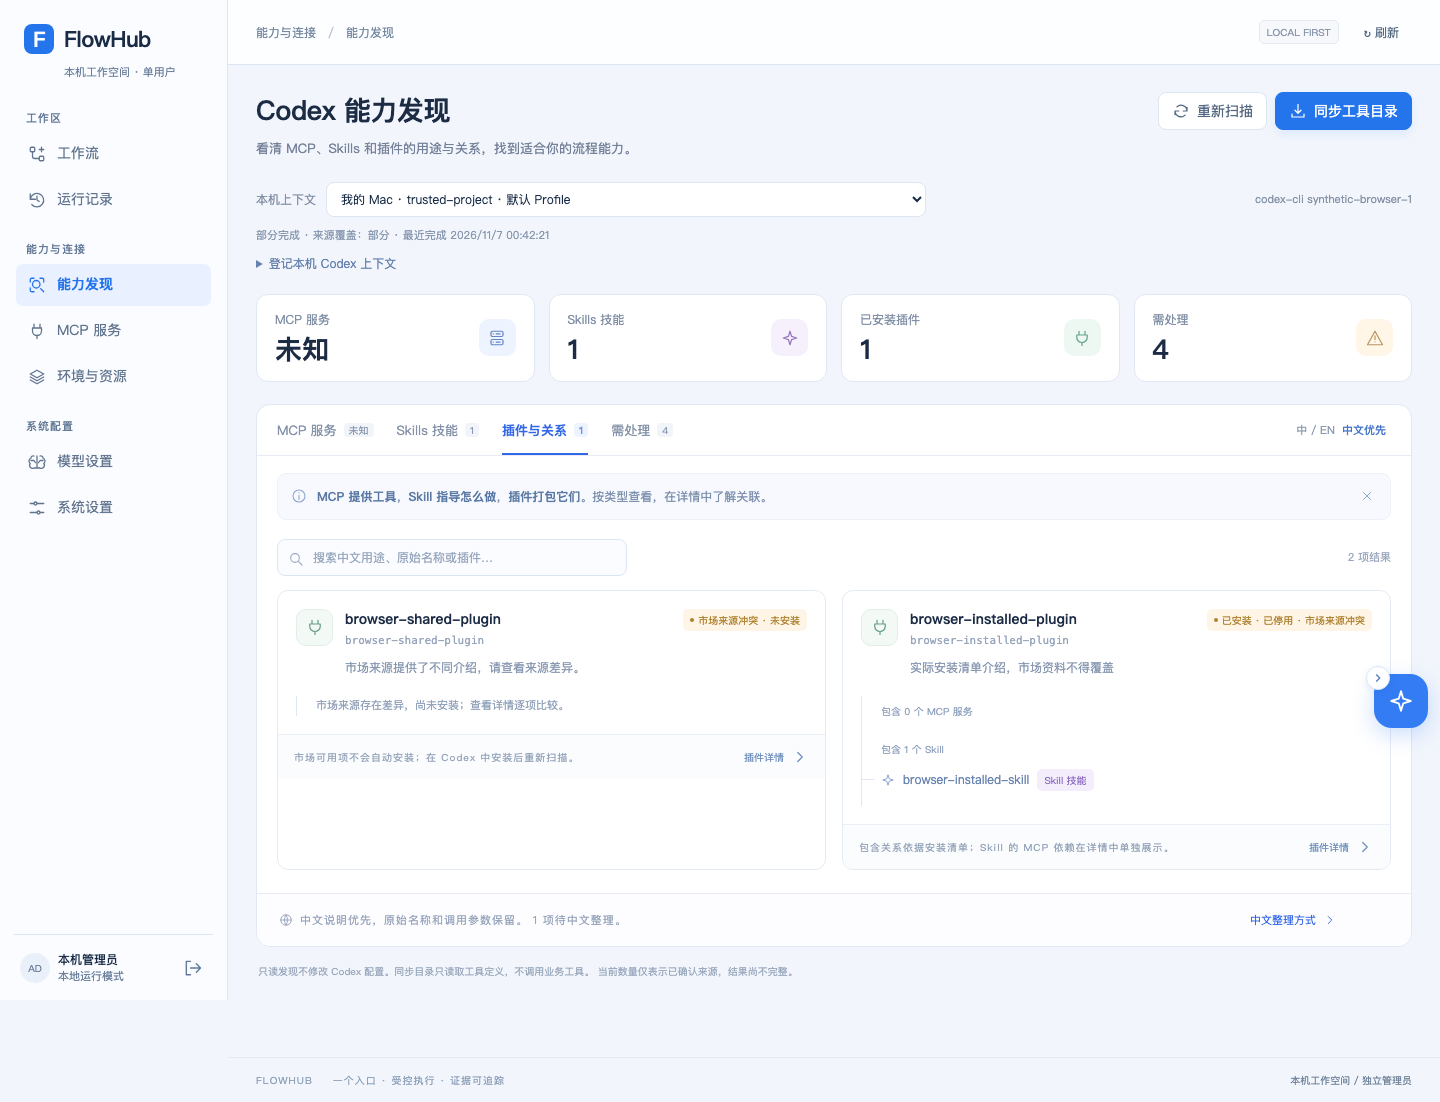 F FlowHub
本机工作空间 · 单用户
工作区
工作流
运行记录
能力与连接
能力发现
MCP 服务
环境与资源
系统配置
模型设置
系统设置
AD
本机管理员
本地运行模式
能力与连接 / 能力发现
LOCAL FIRST
↻ 刷新
Codex 能力发现
看清 MCP、Skills 和插件的用途与关系，找到适合你的流程能力。
重新扫描
同步工具目录
本机上下文
我的 Mac · trusted-project · 默认 Profile
codex-cli synthetic-browser-1
部分完成 · 来源覆盖：部分 · 最近完成 2026/11/7 00:42:21
▶ 登记本机 Codex 上下文
MCP 服务
未知
Skills 技能
1
已安装插件
1
需处理
4
MCP 服务 未知
Skills 技能 1
插件与关系 1
需处理 4
中 / EN 中文优先
MCP 提供工具，Skill 指导怎么做，插件打包它们。按类型查看，在详情中了解关联。
搜索中文用途、原始名称或插件...
2 项结果
browser-shared-plugin
市场来源冲突 · 未安装
browser-shared-plugin
市场来源提供了不同介绍，请查看来源差异。
市场来源存在差异，尚未安装；查看详情逐项比较。
市场可用项不会自动安装；在 Codex 中安装后重新扫描。
插件详情
browser-installed-plugin
已安装 · 已停用 · 市场来源冲突
browser-installed-plugin
实际安装清单介绍，市场资料不得覆盖
包含 0 个 MCP 服务
包含 1 个 Skill
browser-installed-skill Skill 技能
包含关系依据安装清单；Skill 的 MCP 依赖在详情中单独展示。
插件详情
中文说明优先，原始名称和调用参数保留。 1 项待中文整理。
中文整理方式
只读发现不修改 Codex 配置。同步目录只读取工具定义，不调用业务工具。 当前数量仅表示已确认来源，结果尚不完整。
FLOWHUB 一个入口 · 受控执行 · 证据可追踪
本机工作空间 / 独立管理员